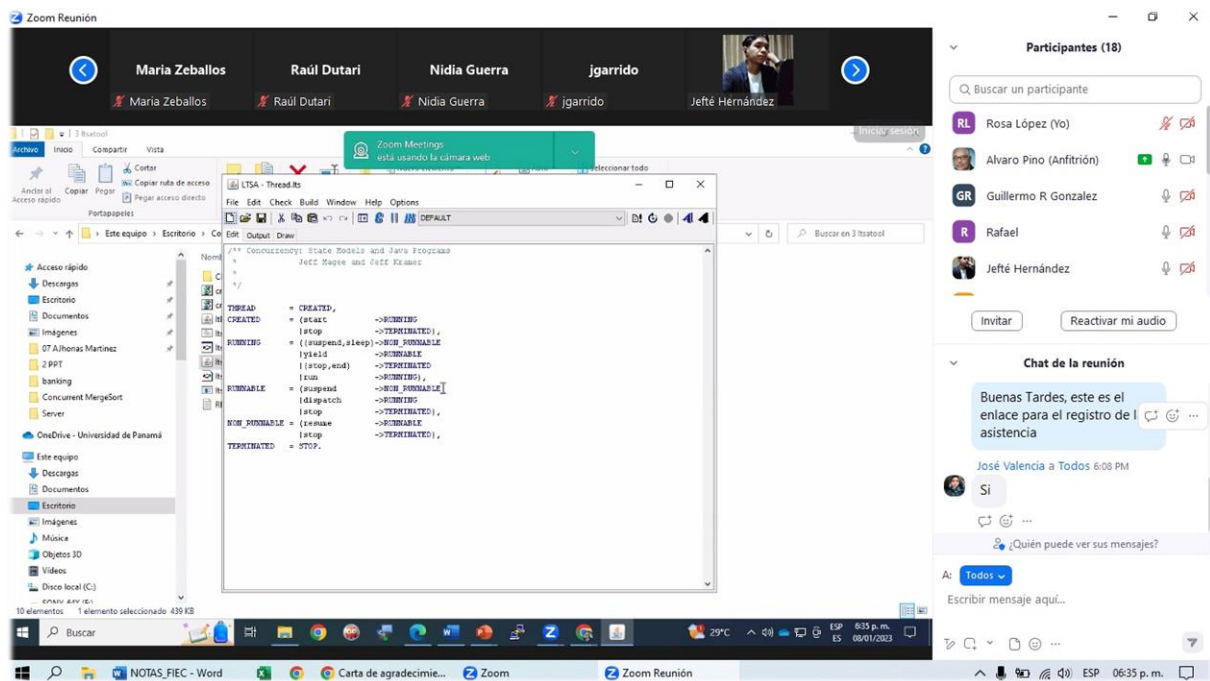 Zoom Reunión
Maria Zeballos
Raúl Dutari
Nidia Guerra
jgarrido
Maria Zeballos
Raúl Dutari
Nidia Guerra
jgarrido
Jefté Hernández
3 ltsatool
Iniciar sesión
Archivo Inicio Compartir Vista
Zoom Meetings
está usando la cámara web
Anclar al
Acceso rápido
Copiar
Pegar
Cortar
Copiar ruta de acceso
Pegar acceso directo
Portapapeles
Seleccionar todo
LTSA - Thread.lts
File Edit Check Build Window Help Options
DEFAULT
Edit Output Draw
Este equipo Escritorio
Buscar en 3 ltsatool
/** Concurrency: State Models and Java Programs
* Jeff Magee and Jeff Kramer
*
*/
THREAD = CREATED,
CREATED = (start ->RUNNING
|stop ->TERMINATED),
RUNNING = ({suspend,sleep}->NON_RUNNABLE
|yield ->RUNNABLE
|{stop,end} ->TERMINATED
|run ->RUNNING),
RUNNABLE = (suspend ->NON_RUNNABLE
|dispatch ->RUNNING
|stop ->TERMINATED),
NON_RUNNABLE = (resume ->RUNNABLE
|stop ->TERMINATED),
TERMINATED = STOP.
Acceso rápido
Descargas
Escritorio
Documentos
Imágenes
07 AJhonas Martinez
2 PPT
banking
Concurrent MergeSort
Server
OneDrive - Universidad de Panamá
Este equipo
Descargas
Documentos
Escritorio
Imágenes
Música
Objetos 3D
Vídeos
Disco local (C:)
10 elementos 1 elemento seleccionado 439 KB
Buscar
29°C
ESP
ES
6:35 p. m.
08/01/2023
Participantes (18)
Buscar un participante
RL Rosa López (Yo)
Alvaro Pino (Anfitrión)
GR Guillermo R Gonzalez
R Rafael
Jefté Hernández
Invitar
Reactivar mi audio
Chat de la reunión
Buenas Tardes, este es el
enlace para el registro de l
asistencia
José Valencia a Todos 6:08 PM
Si
¿Quién puede ver sus mensajes?
A: Todos
Escribir mensaje aquí...
NOTAS_FIEC - Word
Carta de agradecimie...
Zoom
Zoom Reunión
ESP
06:35 p. m.